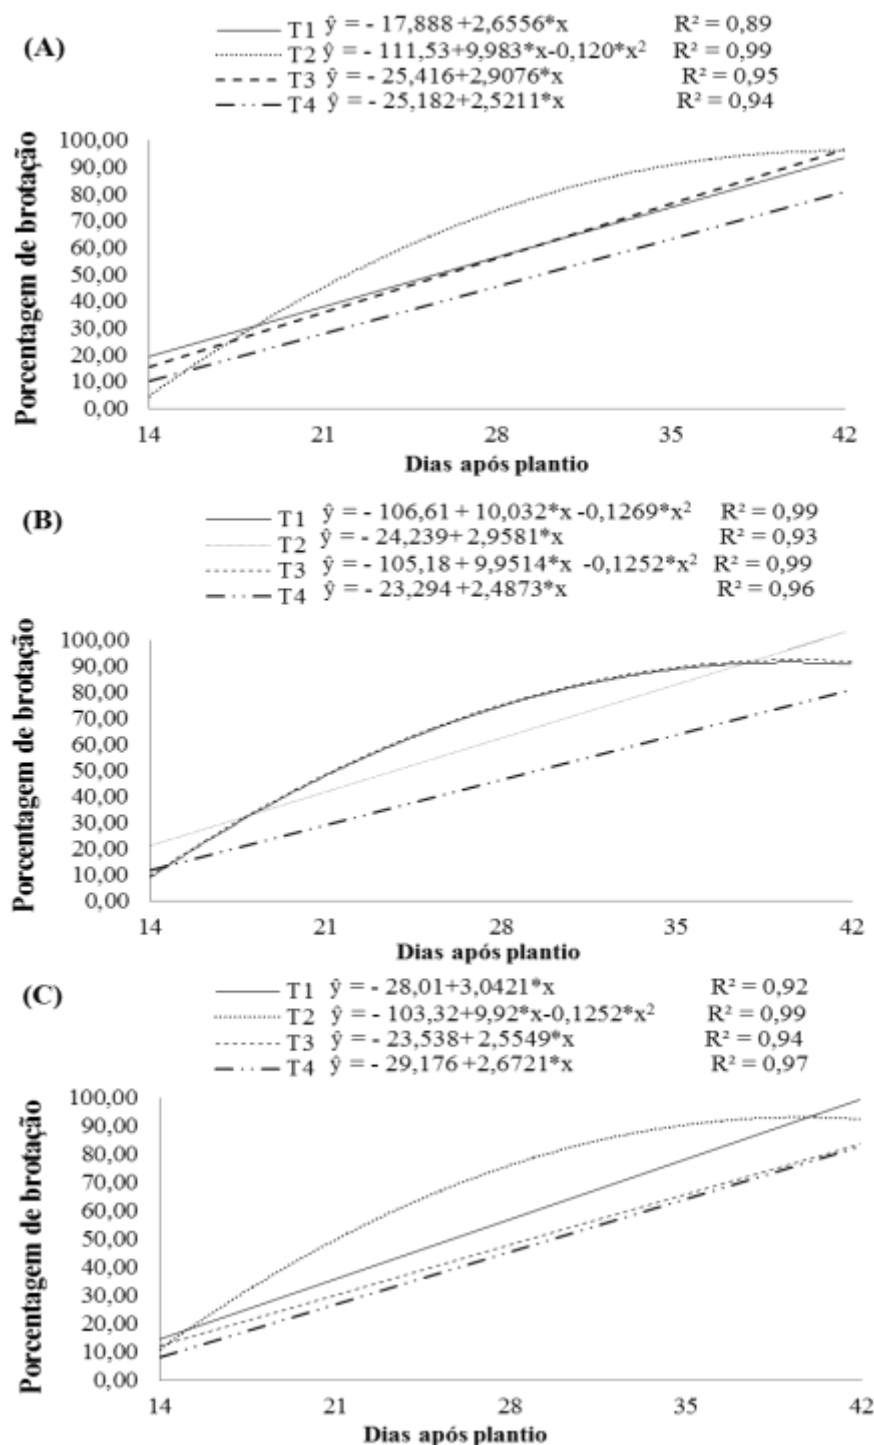 (A)
T1 ŷ = - 17,888 +2,6556*x R² = 0,89
T2 ŷ = - 111,53+9,983*x-0,120*x² R² = 0,99
T3 ŷ = - 25,416+2,9076*x R² = 0,95
T4 ŷ = - 25,182+2,5211*x R² = 0,94
Porcentagem de brotação
100,00
90,00
80,00
70,00
60,00
50,00
40,00
30,00
20,00
10,00
0,00
14 21 28 35 42
Dias após plantio
(B)
T1 ŷ = - 106,61 + 10,032*x -0,1269*x² R² = 0,99
T2 ŷ = - 24,239+ 2,9581*x R² = 0,93
T3 ŷ = - 105,18 + 9,9514*x -0,1252*x² R² = 0,99
T4 ŷ = - 23,294 +2,4873*x R² = 0,96
Porcentagem de brotação
100,00
90,00
80,00
70,00
60,00
50,00
40,00
30,00
20,00
10,00
0,00
14 21 28 35 42
Dias após plantio
(C)
T1 ŷ = - 28,01+3,0421*x R² = 0,92
T2 ŷ = - 103,32+9,92*x-0,1252*x² R² = 0,99
T3 ŷ = - 23,538+ 2,5549*x R² = 0,94
T4 ŷ = - 29,176 +2,6721*x R² = 0,97
Porcentagem de brotação
100,00
90,00
80,00
70,00
60,00
50,00
40,00
30,00
20,00
10,00
0,00
14 21 28 35 42
Dias após plantio